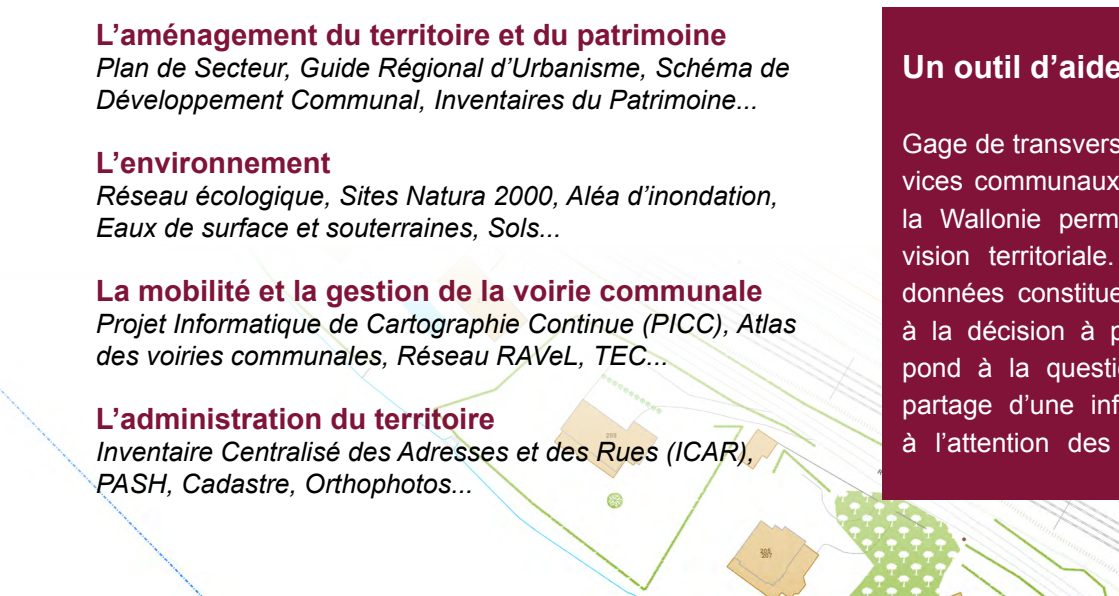 L’aménagement du territoire et du patrimoine
Plan de Secteur, Guide Régional d’Urbanisme, Schéma de
Développement Communal, Inventaires du Patrimoine...
L’environnement
Réseau écologique, Sites Natura 2000, Aléa d’inondation,
Eaux de surface et souterraines, Sols...
La mobilité et la gestion de la voirie communale
Projet Informatique de Cartographie Continue (PICC), Atlas
des voiries communales, Réseau RAVeL, TEC...
L’administration du territoire
Inventaire Centralisé des Adresses et des Rues (ICAR),
PASH, Cadastre, Orthophotos...
Un outil d’aide
Gage de transvers
vices communaux
la Wallonie perm
vision territoriale.
données constitue
à la décision à p
pond à la questi
partage d’une inf
à l’attention des